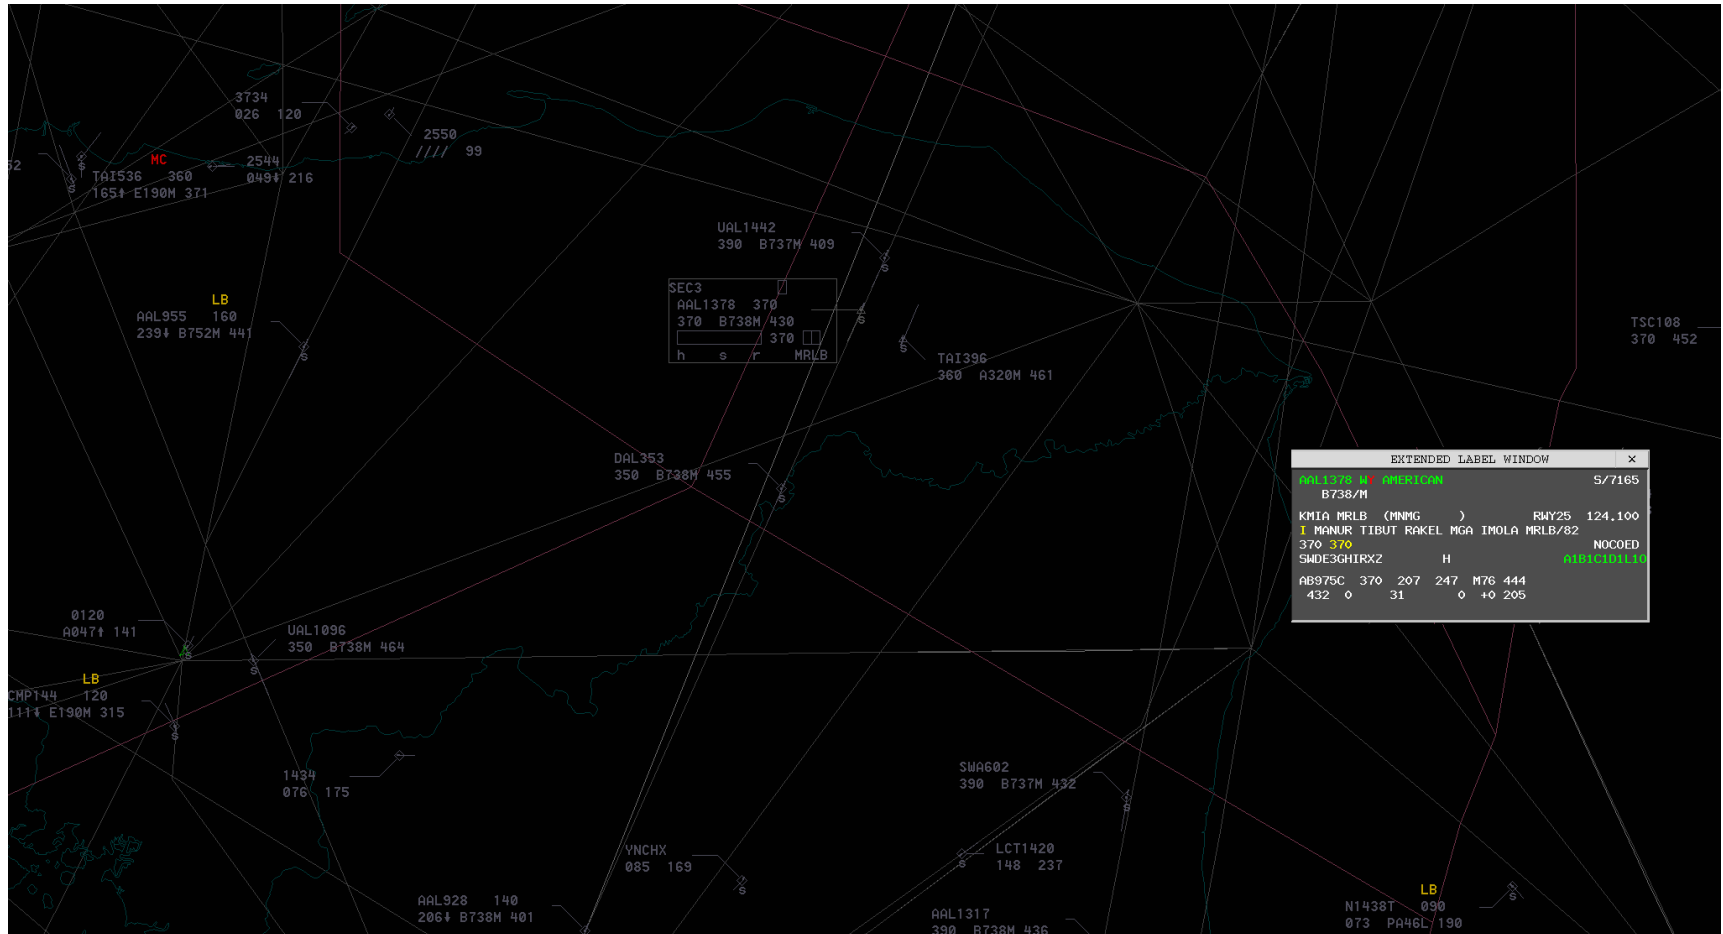 3734
026 120
2550
//// 99
MC
2544
049↓ 216
52
TAI536 360
165↑ E190M 371
S
S
UAL1442
390 B737M 409
S
SEC3
AAL1378 370
370 B738M 430
370
h s r MRLB
S
LB
AAL955 160
239↓ B752M 441
S
TSC108
370 452
S
TAI396
360 A320M 461
DAL353
350 B738M 455
S
EXTENDED LABEL WINDOW ×
AAL1378 W AMERICAN S/7165
B738/M
KMIA MRLB (MNMG ) RWY25 124.100
I MANUR TIBUT RAKEL MGA IMOLA MRLB/82
370 370 NOCOED
SWDE3GHIRXZ H A1B1C1D1L1O
AB975C 370 207 247 M76 444
432 0 31 0 +0 205
0120
A047↑ 141
S
UAL1096
350 B738M 464
S
LB
CMP144 120
111↓ E190M 315
S
1434
076 175
SWA602
390 B737M 432
S
YNCHX
085 169
S
LCT1420
148 237
S
AAL928 140
206↓ B738M 401
AAL1317
390 B738M 436
LB
N1438T 090
073 PA46L 190
S